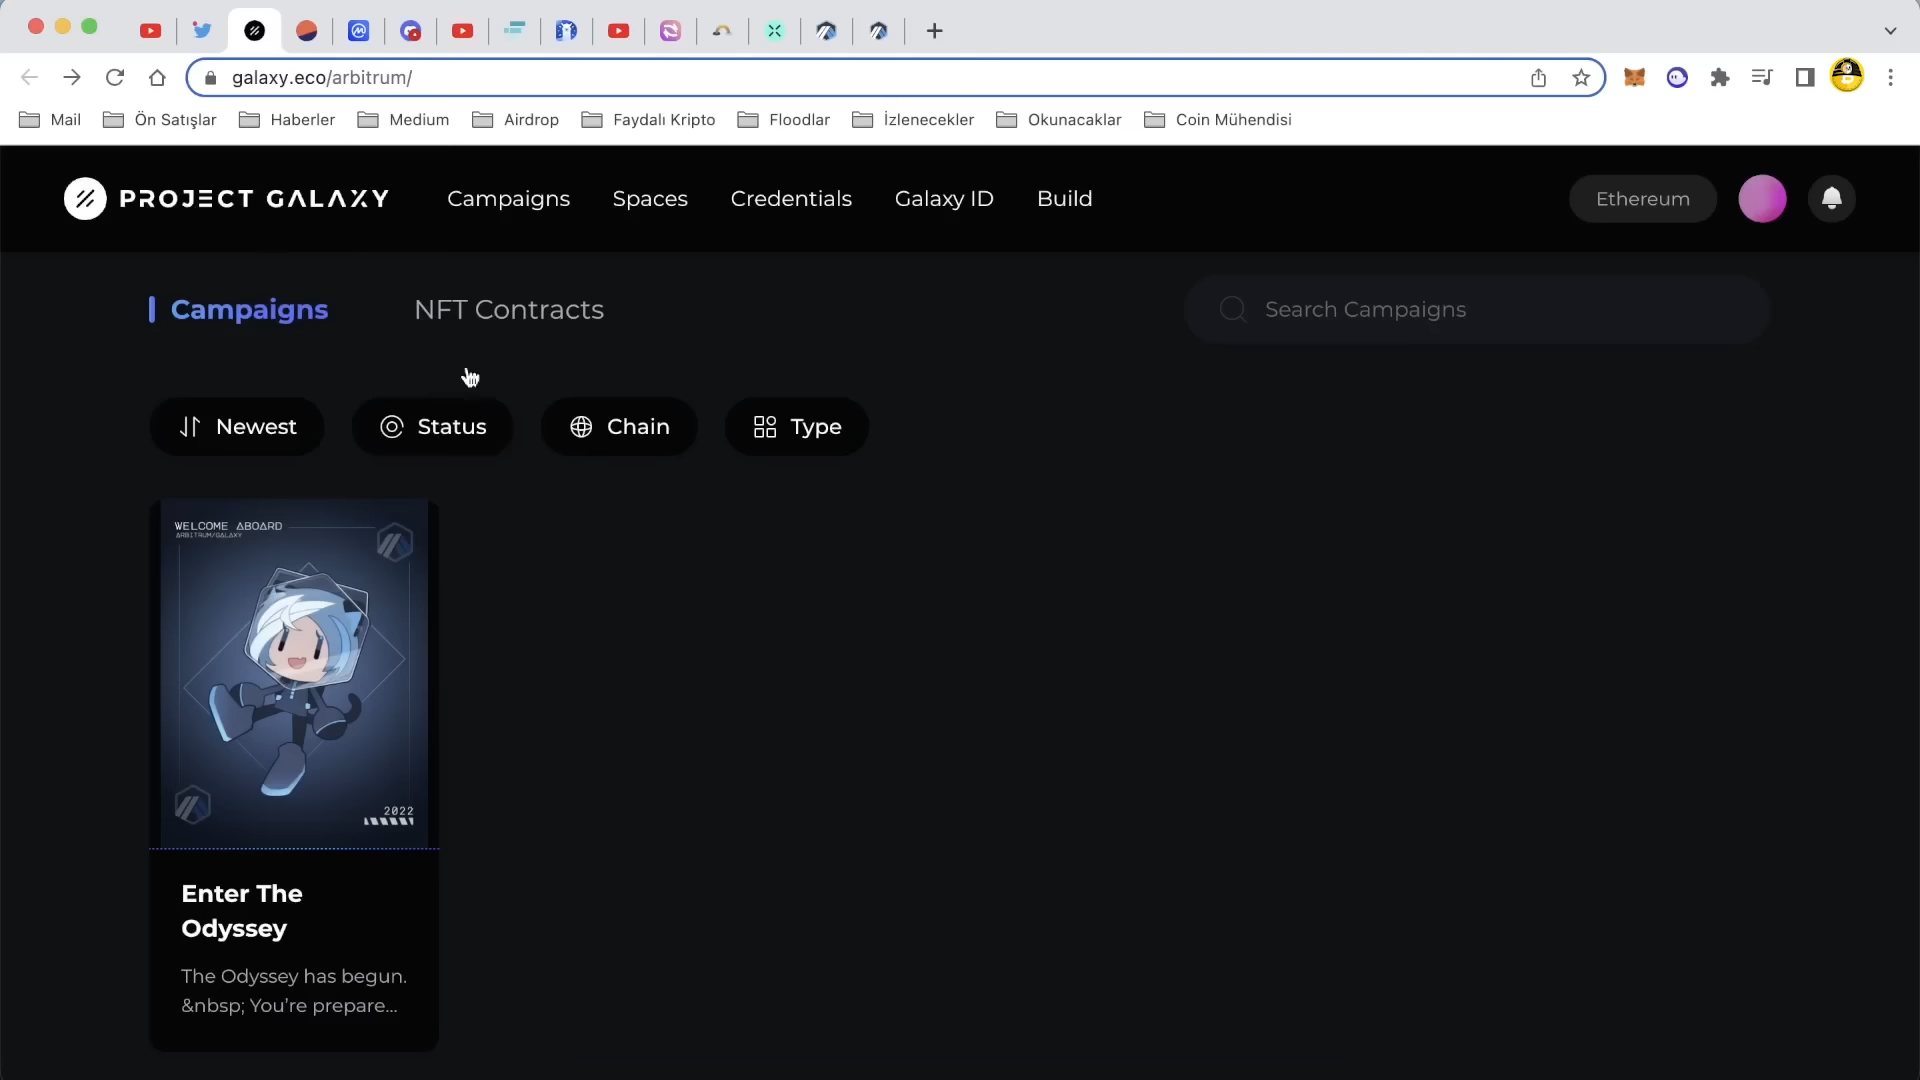 galaxy.eco/arbitrum/
Mail Ön Satışlar Haberler Medium Airdrop Faydalı Kripto Floodlar İzlenecekler Okunacaklar Coin Mühendisi
PROJECT GALAXY Campaigns Spaces Credentials Galaxy ID Build Ethereum
Campaigns NFT Contracts Search Campaigns
Newest Status Chain Type
WELCOME ABOARD
ARBITRUM/GALAXY
2022
Enter The
Odyssey
The Odyssey has begun.
&nbsp; You're prepare...